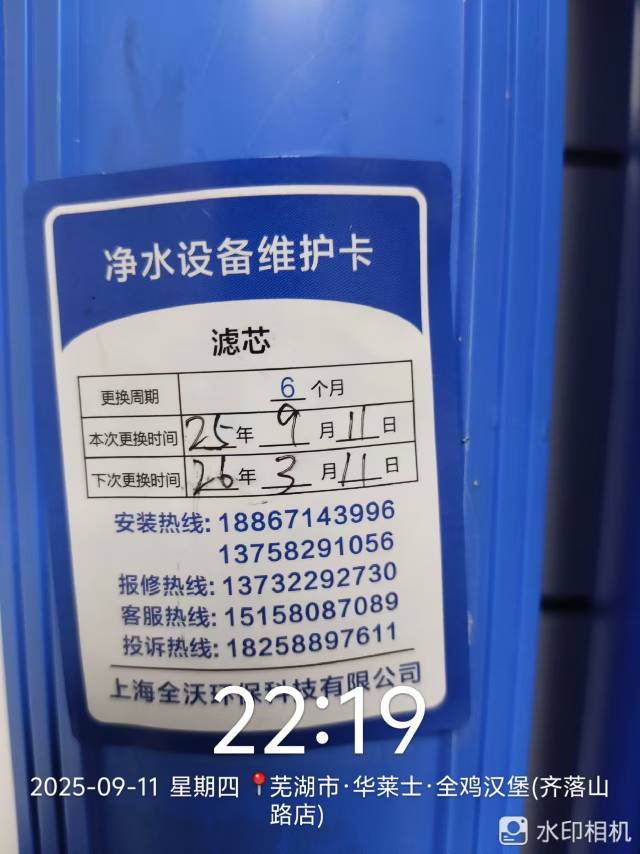 净水设备维护卡
滤芯
更换周期 6 个月
本次更换时间 25年 9月 11日
下次更换时间 26年 3月 11日
安装热线: 18867143996
13758291056
报修热线: 13732292730
客服热线: 15158087089
投诉热线: 18258897611
上海全沃环保科技有限公司
22:19
2025-09-11 星期四 📍芜湖市·华莱士·全鸡汉堡(齐落山
路店)
水印相机